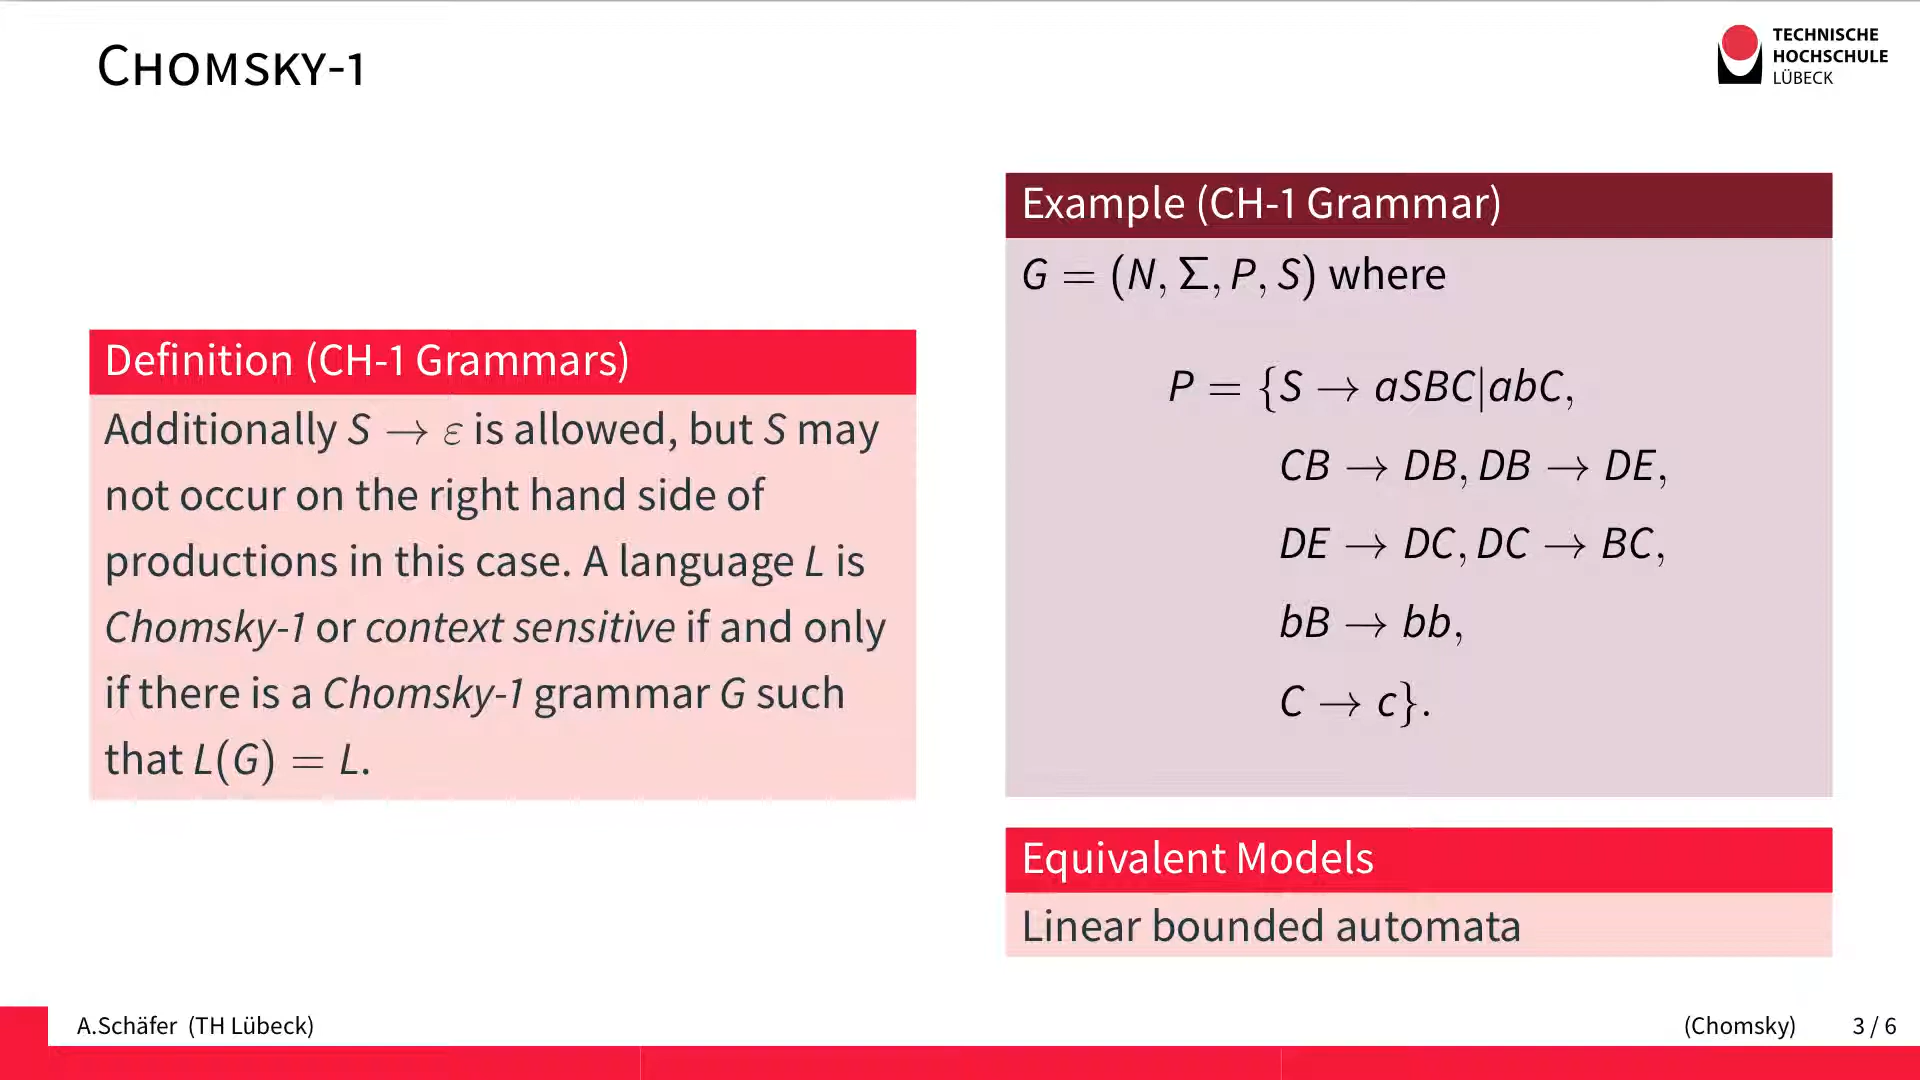 CHOMSKY-1
TECHNISCHE
HOCHSCHULE
LÜBECK
Definition (CH-1 Grammars)
Additionally S → ε is allowed, but S may
not occur on the right hand side of
productions in this case. A language L is
Chomsky-1 or context sensitive if and only
if there is a Chomsky-1 grammar G such
that L(G) = L.
Example (CH-1 Grammar)
G = (N, Σ, P, S) where
P = {S → aSBC|abC,
CB → DB, DB → DE,
DE → DC, DC → BC,
bB → bb,
C → c}.
Equivalent Models
Linear bounded automata
A.Schäfer (TH Lübeck)
(Chomsky)
3 / 6